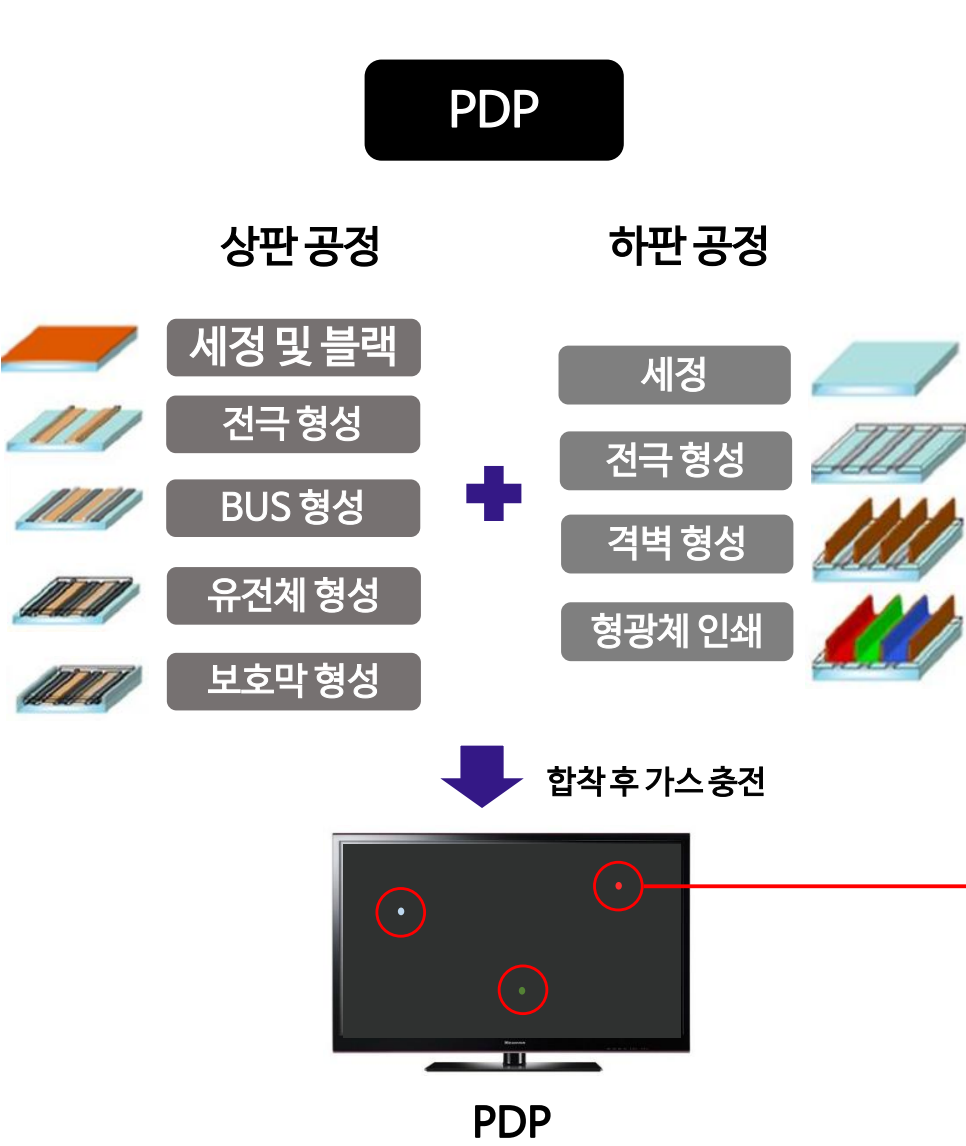 PDP
상판 공정
하판 공정
세정 및 블랙
전극 형성
BUS 형성
유전체 형성
보호막 형성
세정
전극 형성
격벽 형성
형광체 인쇄
합착 후 가스 충전
PDP